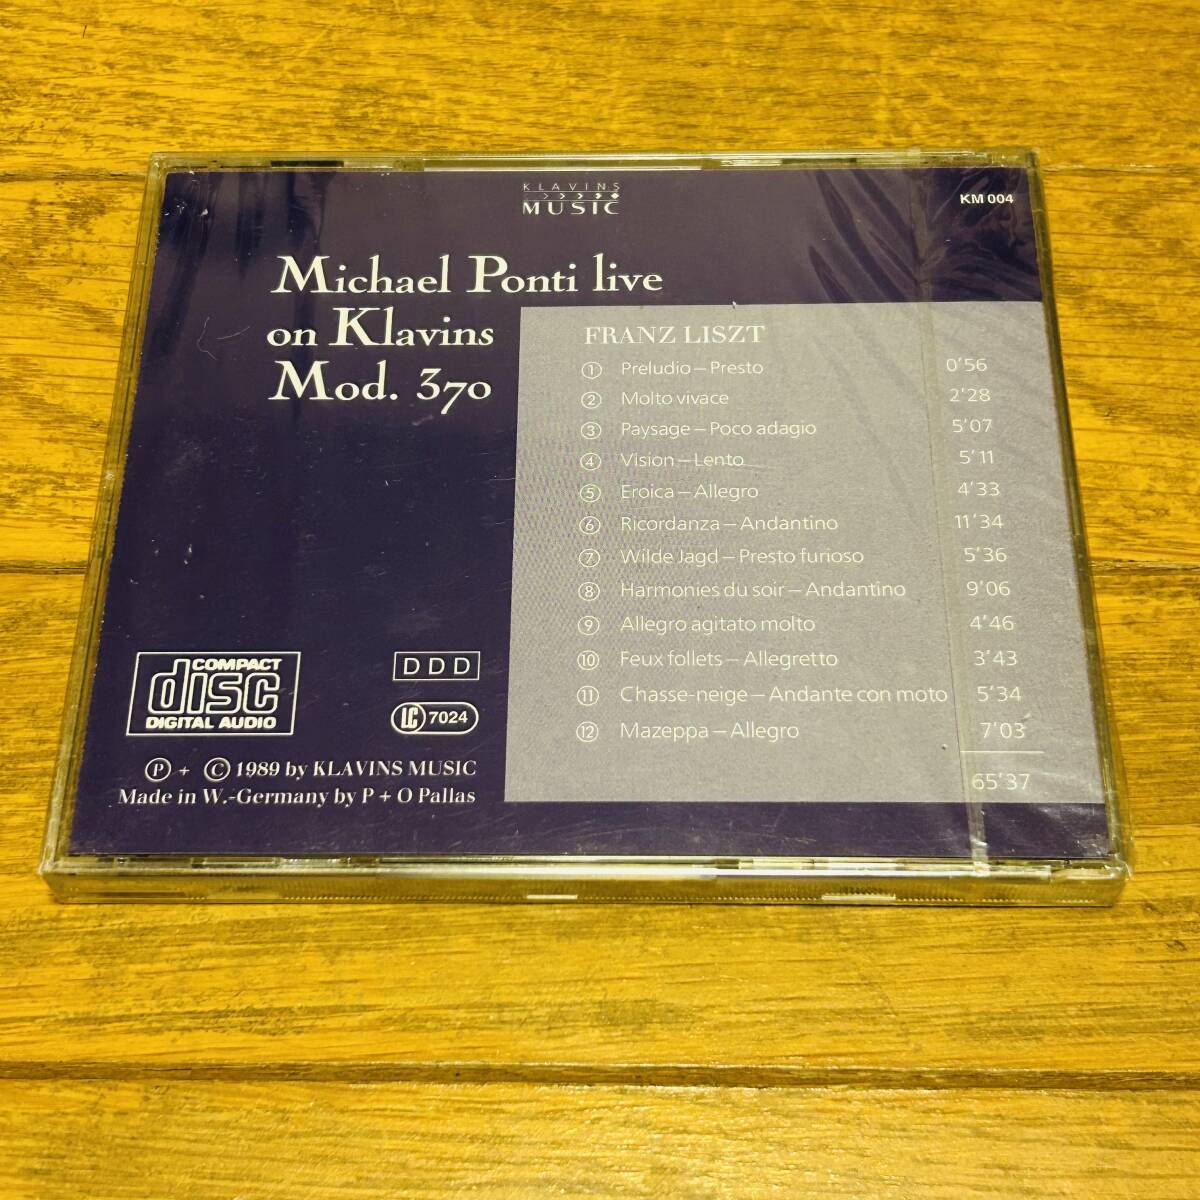 KLAVINS
MUSIC
KM 004
Michael Ponti live
on Klavins
Mod. 370
FRANZ LISZT
① Preludio – Presto 0'56
② Molto vivace 2'28
③ Paysage – Poco adagio 5'07
④ Vision – Lento 5'11
⑤ Eroica – Allegro 4'33
⑥ Ricordanza – Andantino 11'34
⑦ Wilde Jagd – Presto furioso 5'36
⑧ Harmonies du soir – Andantino 9'06
⑨ Allegro agitato molto 4'46
⑩ Feux follets – Allegretto 3'43
⑪ Chasse-neige – Andante con moto 5'34
⑫ Mazeppa – Allegro 7'03
65'37
COMPACT
disc
DIGITAL AUDIO
DDD
LC 7024
Ⓟ + © 1989 by KLAVINS MUSIC
Made in W.-Germany by P + O Pallas